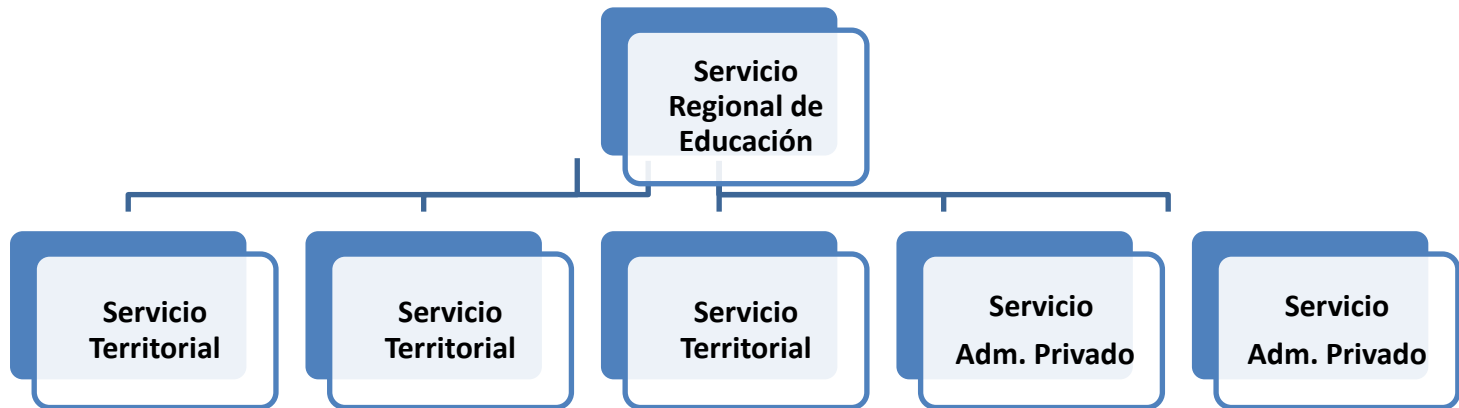 Servicio
Regional de
Educación
Servicio
Territorial
Servicio
Territorial
Servicio
Territorial
Servicio
Adm. Privado
Servicio
Adm. Privado